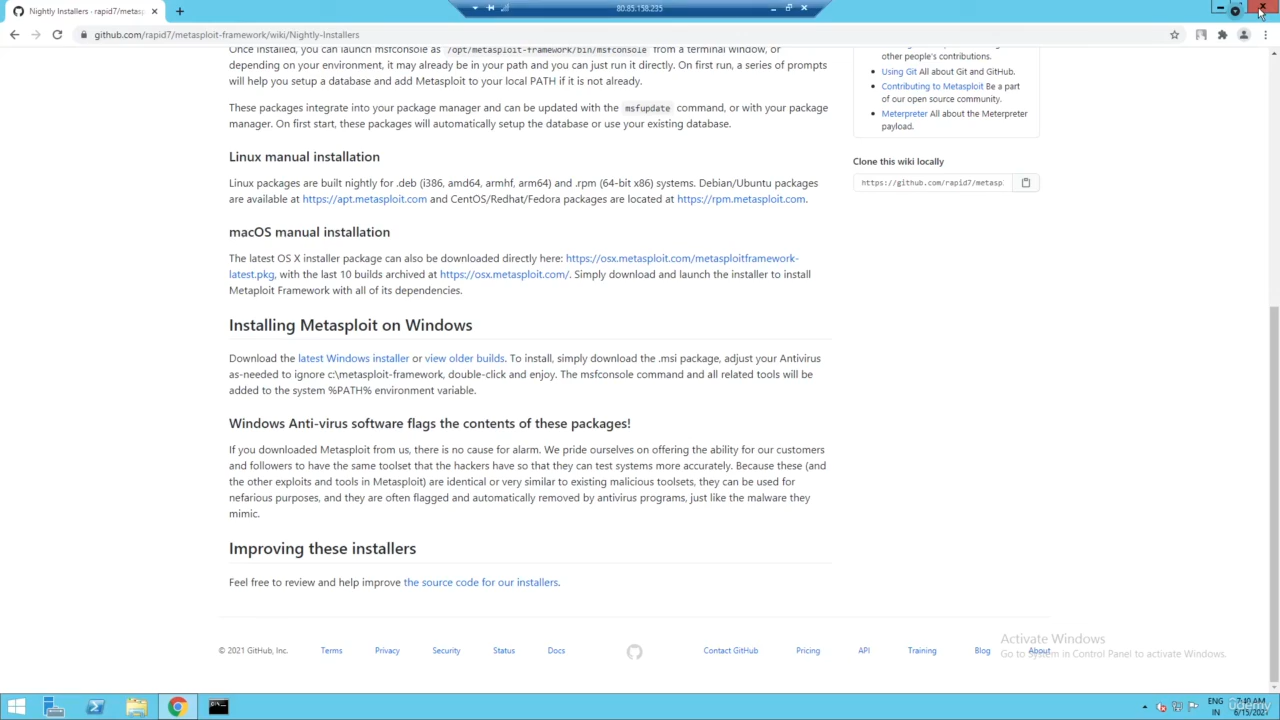 Nightly Installers · rapid7/metasp
80.85.158.235
github.com/rapid7/metasploit-framework/wiki/Nightly-Installers
Once installed, you can launch msfconsole as /opt/metasploit-framework/bin/msfconsole from a terminal window, or
depending on your environment, it may already be in your path and you can just run it directly. On first run, a series of prompts
will help you setup a database and add Metasploit to your local PATH if it is not already.
These packages integrate into your package manager and can be updated with the msfupdate command, or with your package
manager. On first start, these packages will automatically setup the database or use your existing database.
Linux manual installation
Linux packages are built nightly for .deb (i386, amd64, armhf, arm64) and .rpm (64-bit x86) systems. Debian/Ubuntu packages
are available at https://apt.metasploit.com and CentOS/Redhat/Fedora packages are located at https://rpm.metasploit.com.
macOS manual installation
The latest OS X installer package can also be downloaded directly here: https://osx.metasploit.com/metasploitframework-
latest.pkg, with the last 10 builds archived at https://osx.metasploit.com/. Simply download and launch the installer to install
Metaploit Framework with all of its dependencies.
Installing Metasploit on Windows
Download the latest Windows installer or view older builds. To install, simply download the .msi package, adjust your Antivirus
as-needed to ignore c:\metasploit-framework, double-click and enjoy. The msfconsole command and all related tools will be
added to the system %PATH% environment variable.
Windows Anti-virus software flags the contents of these packages!
If you downloaded Metasploit from us, there is no cause for alarm. We pride ourselves on offering the ability for our customers
and followers to have the same toolset that the hackers have so that they can test systems more accurately. Because these (and
the other exploits and tools in Metasploit) are identical or very similar to existing malicious toolsets, they can be used for
nefarious purposes, and they are often flagged and automatically removed by antivirus programs, just like the malware they
mimic.
Improving these installers
Feel free to review and help improve the source code for our installers.
other people's contributions.
Using Git All about Git and GitHub.
Contributing to Metasploit Be a part
of our open source community.
Meterpreter All about the Meterpreter
payload.
Clone this wiki locally
https://github.com/rapid7/metasp
© 2021 GitHub, Inc. Terms Privacy Security Status Docs Contact GitHub Pricing API Training Blog About
Activate Windows
Go to System in Control Panel to activate Windows.
ENG 7:40 AM
IN 6/15/2021
udemy